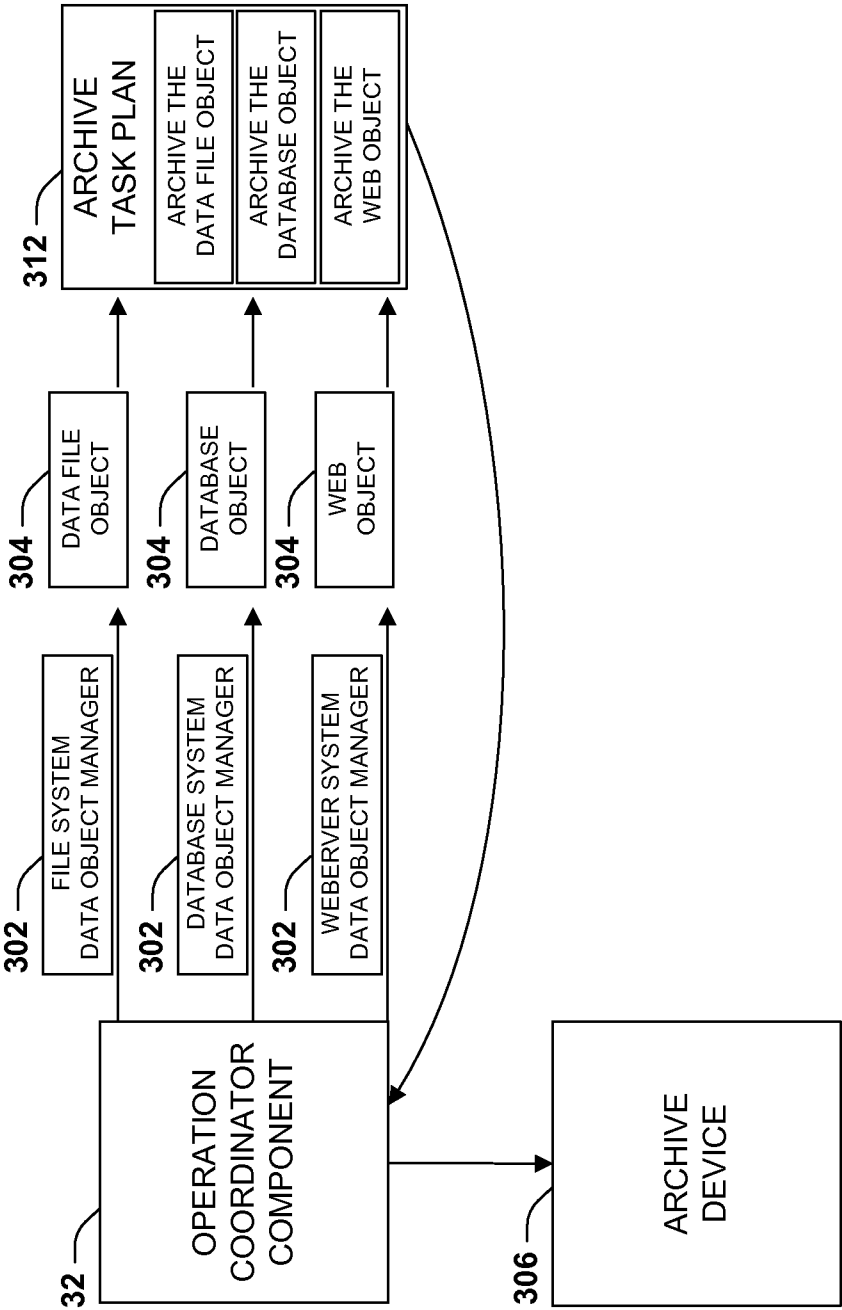 32
OPERATION
COORDINATOR
COMPONENT
302
FILE SYSTEM
DATA OBJECT MANAGER
304
DATA FILE
OBJECT
302
DATABASE SYSTEM
DATA OBJECT MANAGER
304
DATABASE
OBJECT
302
WEBERVER SYSTEM
DATA OBJECT MANAGER
304
WEB
OBJECT
312
ARCHIVE
TASK PLAN
ARCHIVE THE
DATA FILE OBJECT
ARCHIVE THE
DATABASE OBJECT
ARCHIVE THE
WEB OBJECT
306
ARCHIVE
DEVICE